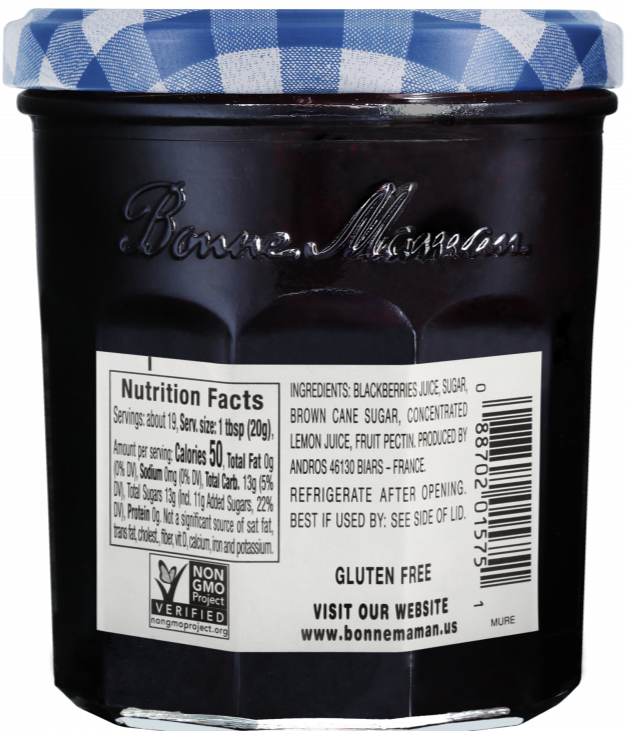 Bonne Maman
Nutrition Facts
Servings: about 19, Serv. size: 1 tbsp (20g),
Amount per serving: Calories 50, Total Fat 0g
(0% DV), Sodium 0mg (0% DV), Total Carb. 13g (5%
DV), Total Sugars 13g (Incl. 11g Added Sugars, 22%
DV), Protein 0g. Not a significant source of sat fat,
trans fat, cholest., fiber, vit D, calcium, iron and potassium.
NON
GMO
Project
VERIFIED
nongmoproject.org
INGREDIENTS: BLACKBERRIES JUICE, SUGAR,
BROWN CANE SUGAR, CONCENTRATED
LEMON JUICE, FRUIT PECTIN. PRODUCED BY
ANDROS 46130 BIARS – FRANCE.
REFRIGERATE AFTER OPENING.
BEST IF USED BY: SEE SIDE OF LID.
GLUTEN FREE
VISIT OUR WEBSITE
www.bonnemaman.us
0 88702 01575 1
MURE